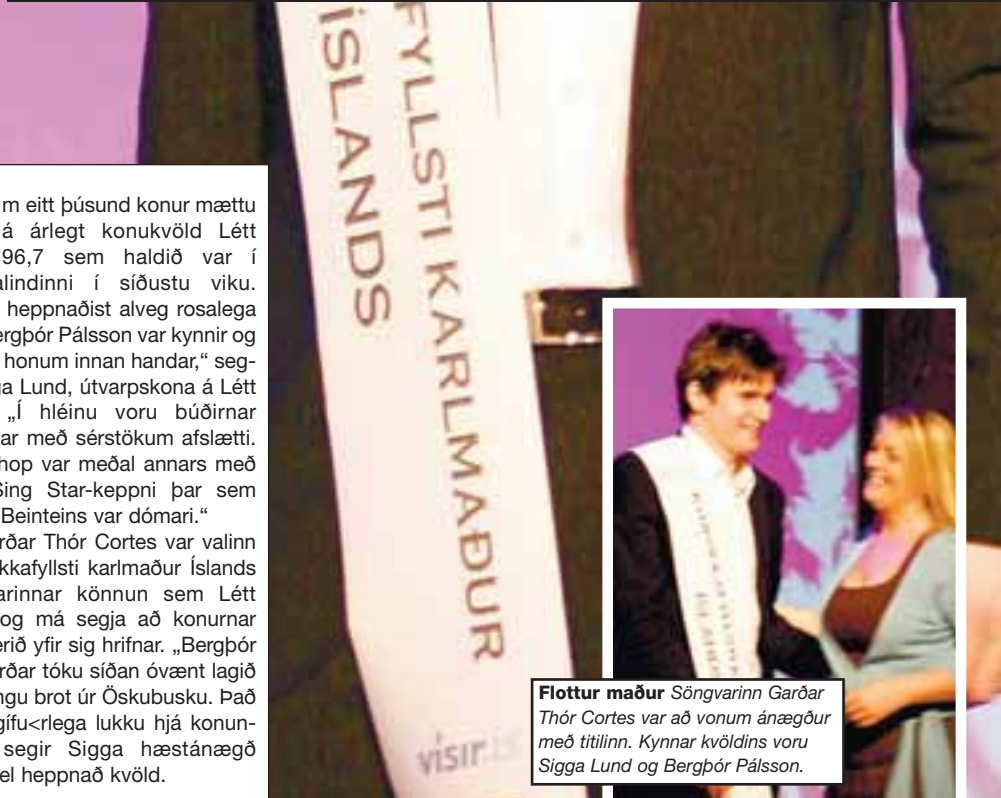 m eitt þúsund konur mættu
á árlegt konukvöld Létt
96,7 sem haldið var í
alindinni í síðustu viku.
heppnaðist alveg rosalega
ergþór Pálsson var kynnir og
honum innan handar,“ seg-
ga Lund, útvarpskona á Létt
„Í hléinu voru búðirnar
ar með sérstökum afslætti.
hop var meðal annars með
Sing Star-keppni þar sem
Beinteins var dómari.“
rðar Thór Cortes var valinn
kkafyllsti karlmaður Íslands
arinnar könnun sem Létt
og má segja að konurnar
erið yfir sig hrifnar. „Bergþór
rðar tóku síðan óvænt lagið
ngu brot úr Öskubusku. Það
gífu<rlega lukku hjá konun-
segir Sigga hæstánægð
el heppnað kvöld.
FYLLSTI KARLMAÐUR
ÍSLANDS
vísir.is
Flottur maður Söngvarinn Garðar
Thór Cortes var að vonum ánægður
með titilinn. Kynnar kvöldins voru
Sigga Lund og Bergþór Pálsson.